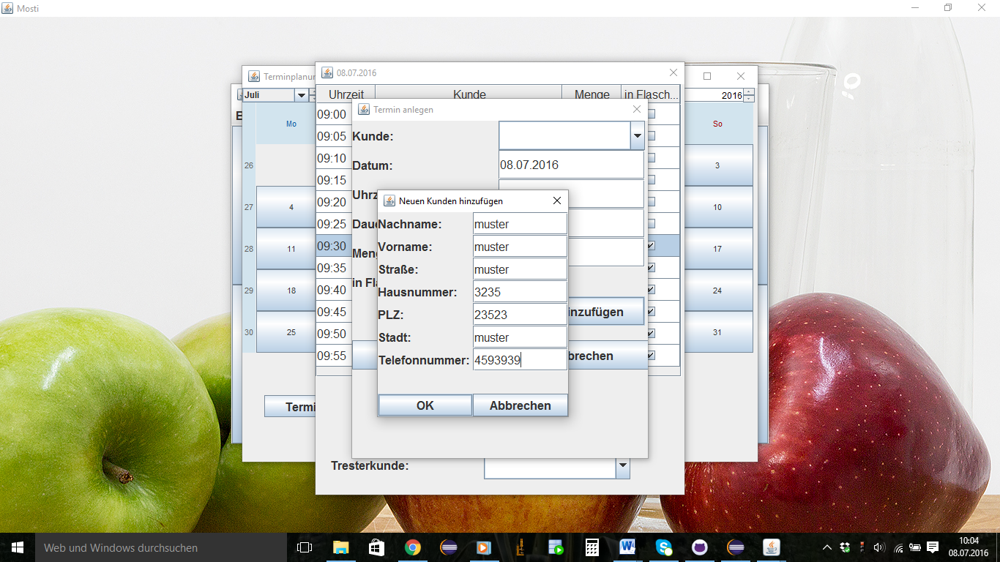 Mosti
Terminplanun
08.07.2016
Juli
2016
Uhrzeit Kunde Menge in Flasch...
Termin anlegen
Mo
So
09:00
09:05
09:10
09:15
09:20
09:25
09:30
09:35
09:40
09:45
09:50
09:55
26
27
28
29
30
4
11
18
25
3
10
17
24
31
Kunde:
Datum: 08.07.2016
Uhrz
Daue
Meng
in Fla
inzufügen
brechen
Neuen Kunden hinzufügen
Nachname: muster
Vorname: muster
Straße: muster
Hausnummer: 3235
PLZ: 23523
Stadt: muster
Telefonnummer: 4593939
OK Abbrechen
Termi
Tresterkunde:
Web und Windows durchsuchen
10:04
08.07.2016